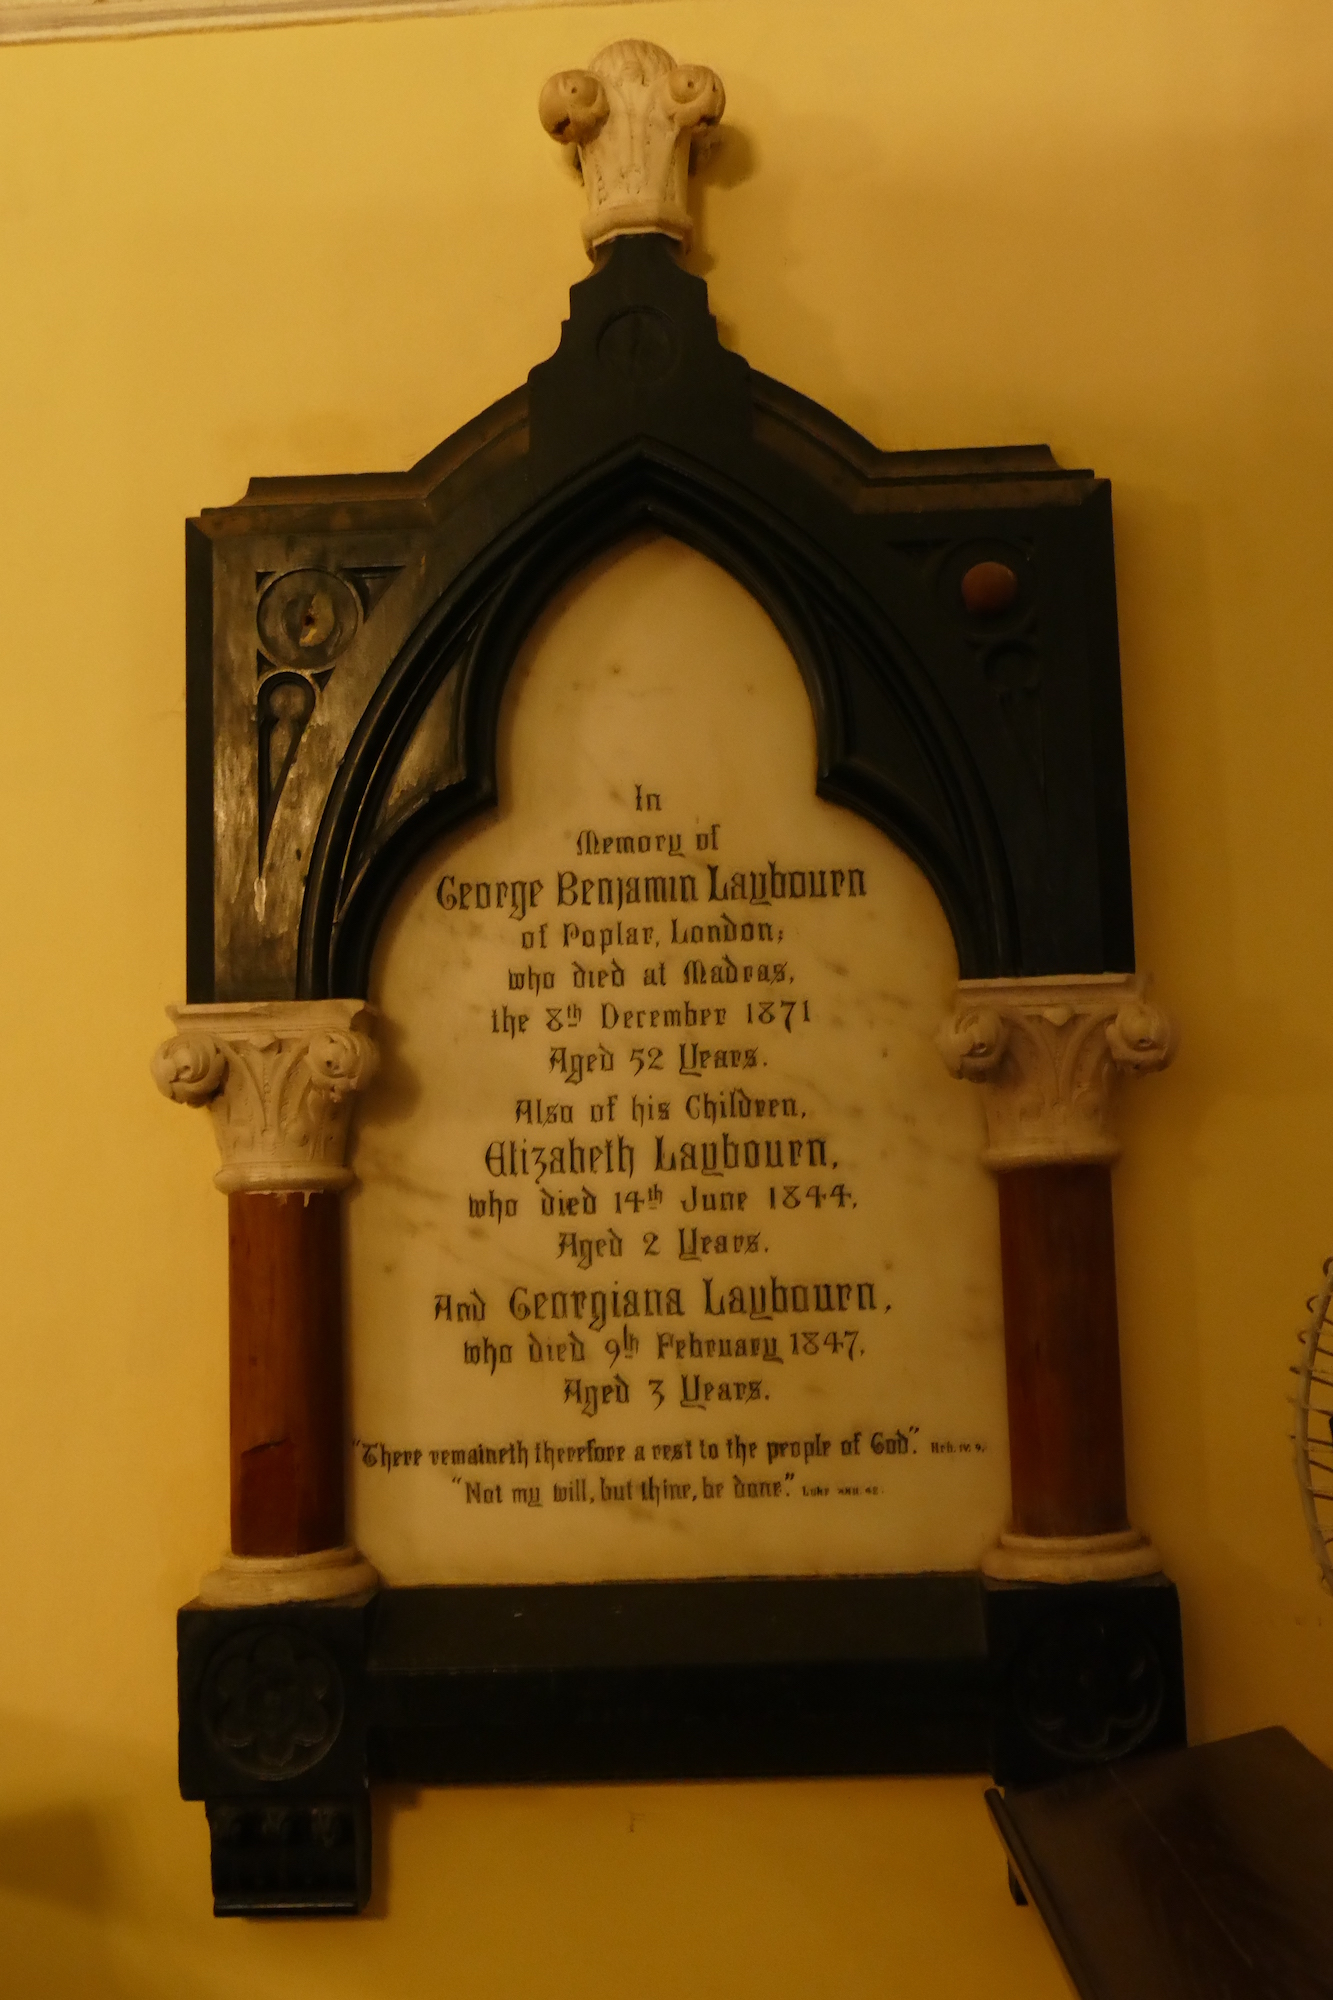 In
Memory of
George Benjamin Laybourn
of Poplar, London;
who died at Madras,
the 8th December 1871
Aged 52 Years.
Also of his Children,
Elizabeth Laybourn,
who died 14th June 1844,
Aged 2 Years.
And Georgiana Laybourn,
who died 9th February 1847,
Aged 3 Years.
"There remaineth therefore a rest to the people of God". Heb. IV. 9.
"Not my will, but thine, be done". Luke XXII. 42.